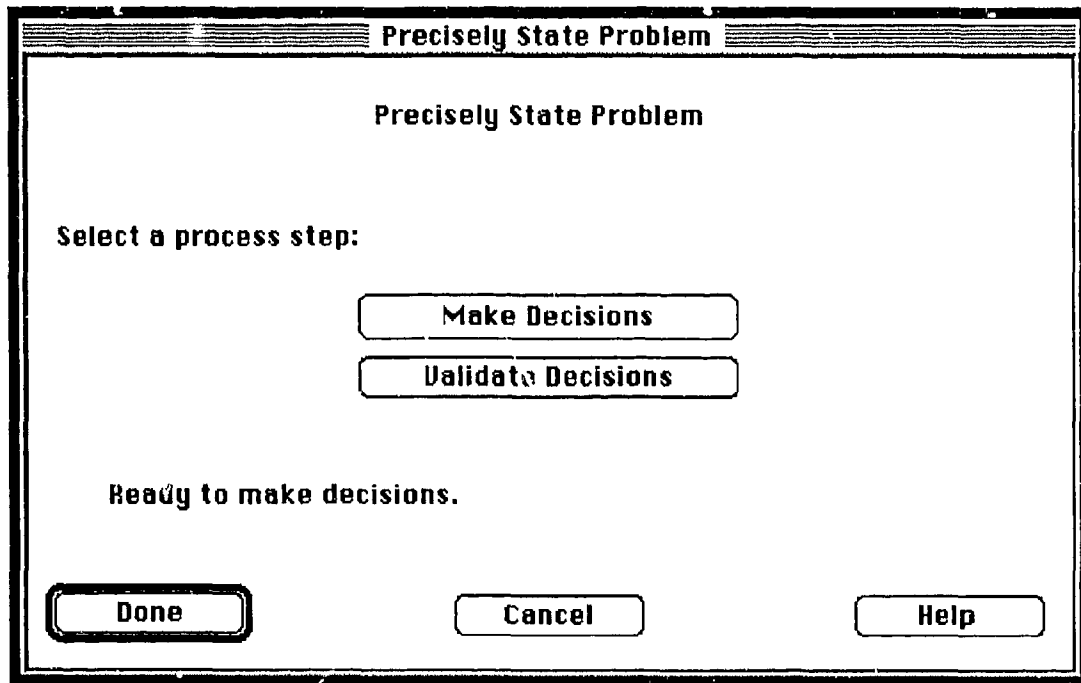 Precisely State Problem
Precisely State Problem
Select a process step:
Make Decisions
Validate Decisions
Ready to make decisions.
Done Cancel Help